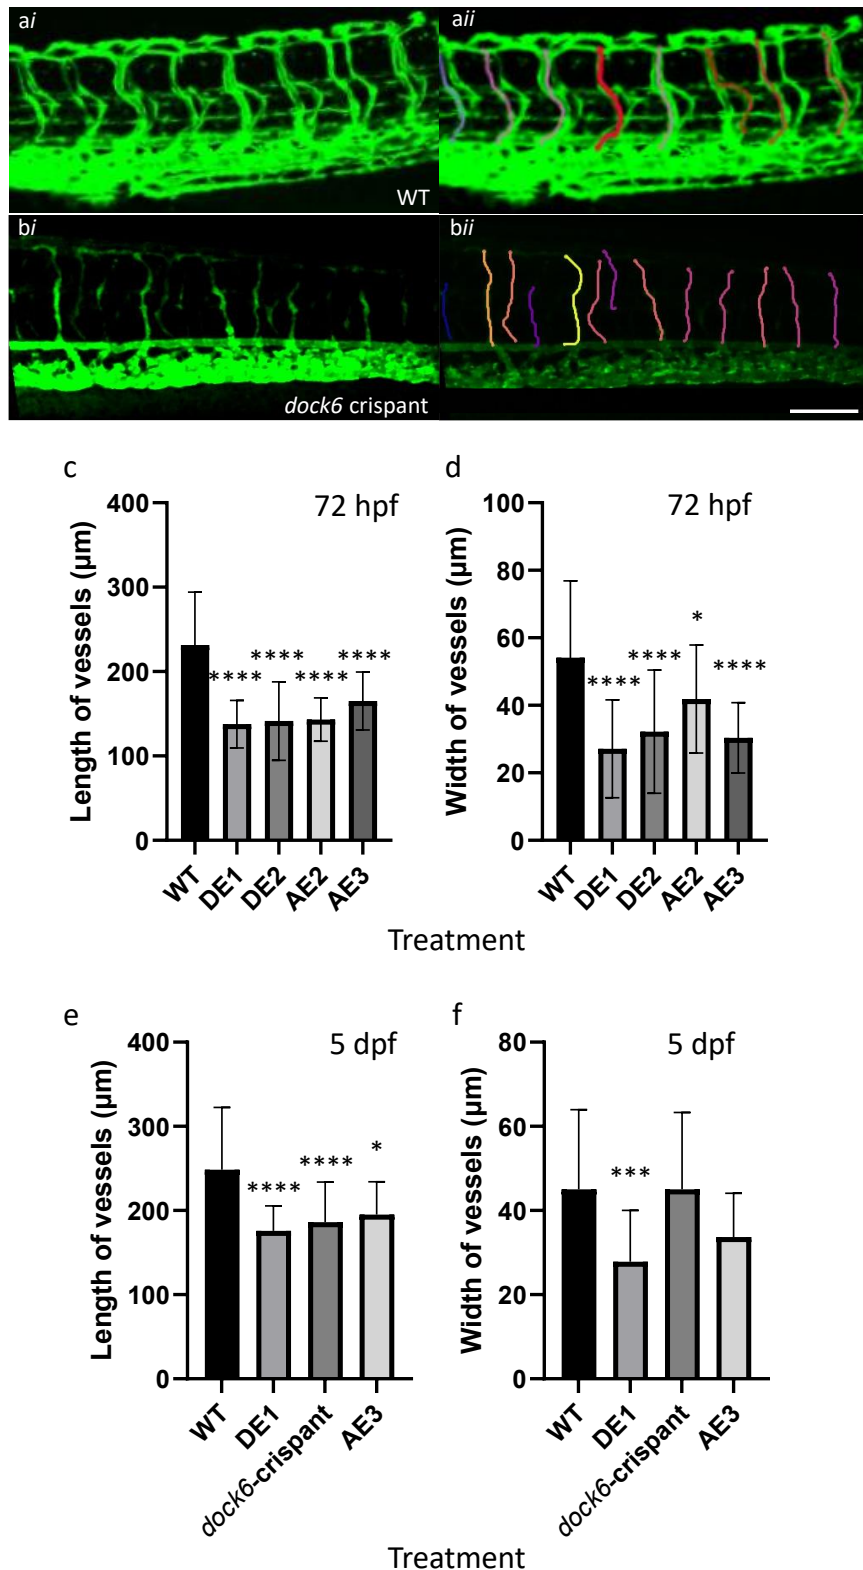 ai
aii
WT
bi
bii
dock6 crispant
c
72 hpf
Length of vessels (µm)
400
300
200
100
0
****
****
****
****
WT
DE1
DE2
AE2
AE3
d
72 hpf
Width of vessels (µm)
100
80
60
40
20
0
****
****
*
****
WT
DE1
DE2
AE2
AE3
Treatment
e
5 dpf
Length of vessels (µm)
400
300
200
100
0
****
****
*
WT
DE1
dock6-crispant
AE3
f
5 dpf
Width of vessels (µm)
80
60
40
20
0
***
WT
DE1
dock6-crispant
AE3
Treatment